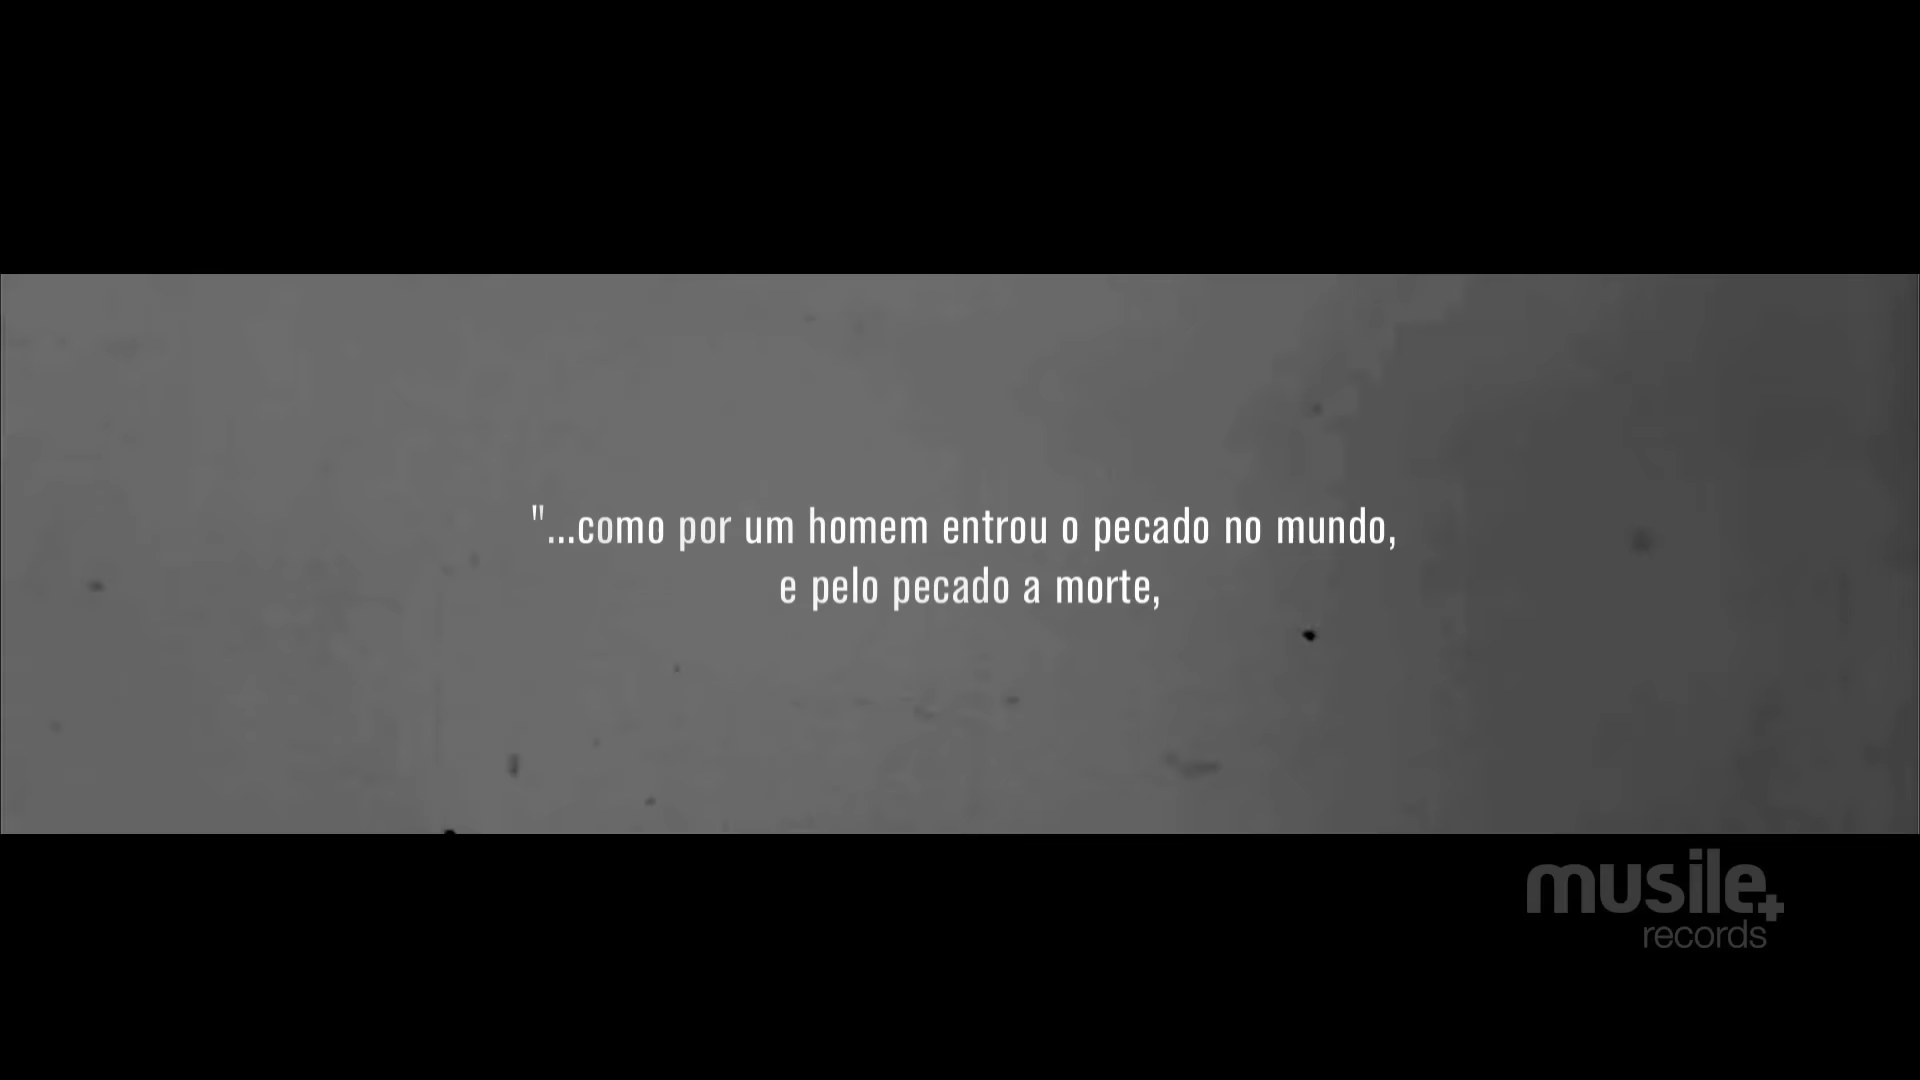 "...como por um homem entrou o pecado no mundo,
e pelo pecado a morte,
musile+
records